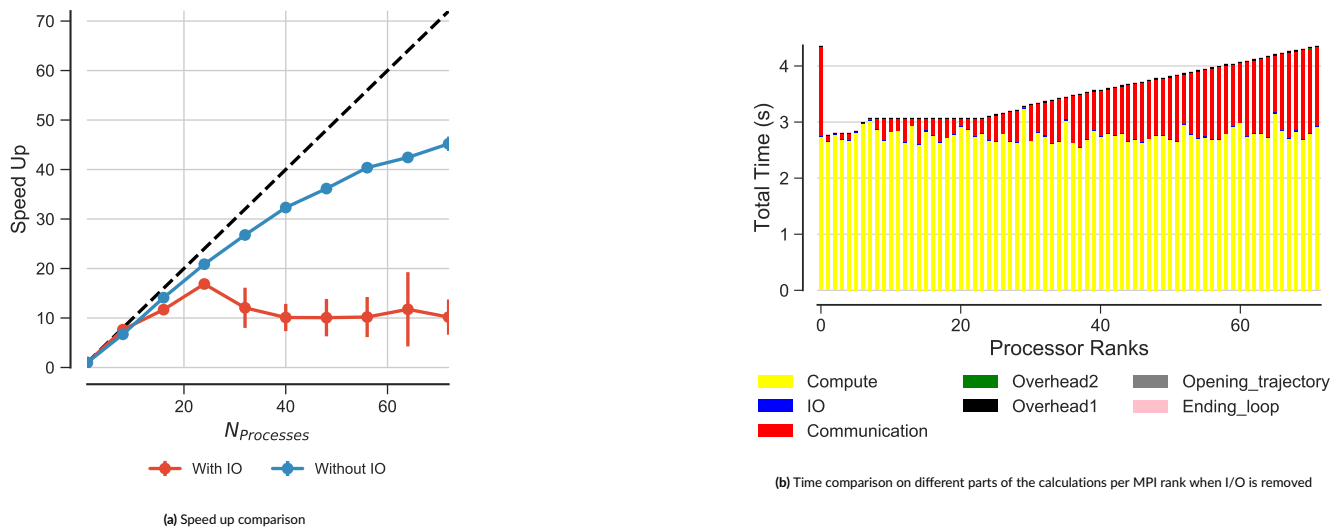 70
60
50
40
30
20
10
0
Speed Up
20 40 60
N_Processes
With IO Without IO
(a) Speed up comparison
4
3
2
1
0
Total Time (s)
0 20 40 60
Processor Ranks
Compute Overhead2 Opening_trajectory
IO Overhead1 Ending_loop
Communication
(b) Time comparison on different parts of the calculations per MPI rank when I/O is removed